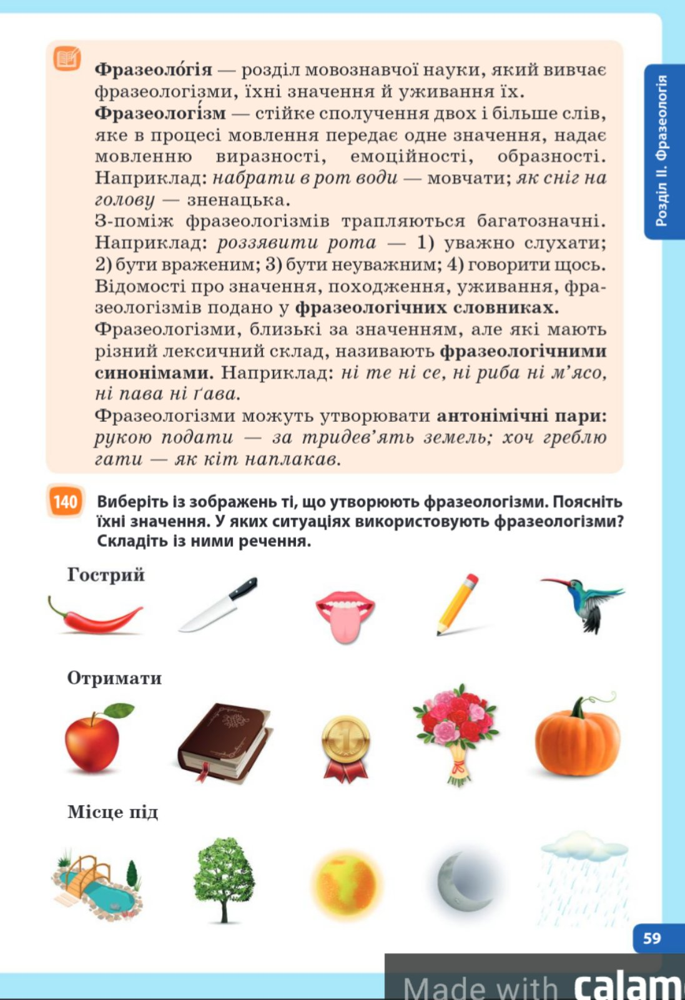 Фразеоло́гія — розділ мовознавчої науки, який вивчає
фразеологізми, їхні значення й уживання їх.
Фразеологі́зм — стійке сполучення двох і більше слів,
яке в процесі мовлення передає одне значення, надає
мовленню виразності, емоційності, образності.
Наприклад: набрати в рот води — мовчати; як сніг на
голову — зненацька.
З-поміж фразеологізмів трапляються багатозначні.
Наприклад: роззявити рота — 1) уважно слухати;
2) бути враженим; 3) бути неуважним; 4) говорити щось.
Відомості про значення, походження, уживання, фра-
зеологізмів подано у фразеологічних словниках.
Фразеологізми, близькі за значенням, але які мають
різний лексичний склад, називають фразеологічними
синонімами. Наприклад: ні те ні се, ні риба ні м’ясо,
ні пава ні ґава.
Фразеологізми можуть утворювати антонімічні пари:
рукою подати — за тридев’ять земель; хоч греблю
гати — як кіт наплакав.
Розділ II. Фразеологія
140 Виберіть із зображень ті, що утворюють фразеологізми. Поясніть
їхні значення. У яких ситуаціях використовують фразеологізми?
Складіть із ними речення.
Гострий
Отримати
1
Місце під
59
Made with calam